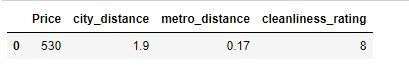 Price city_distance metro_distance cleanliness_rating
0 530 1.9 0.17 8